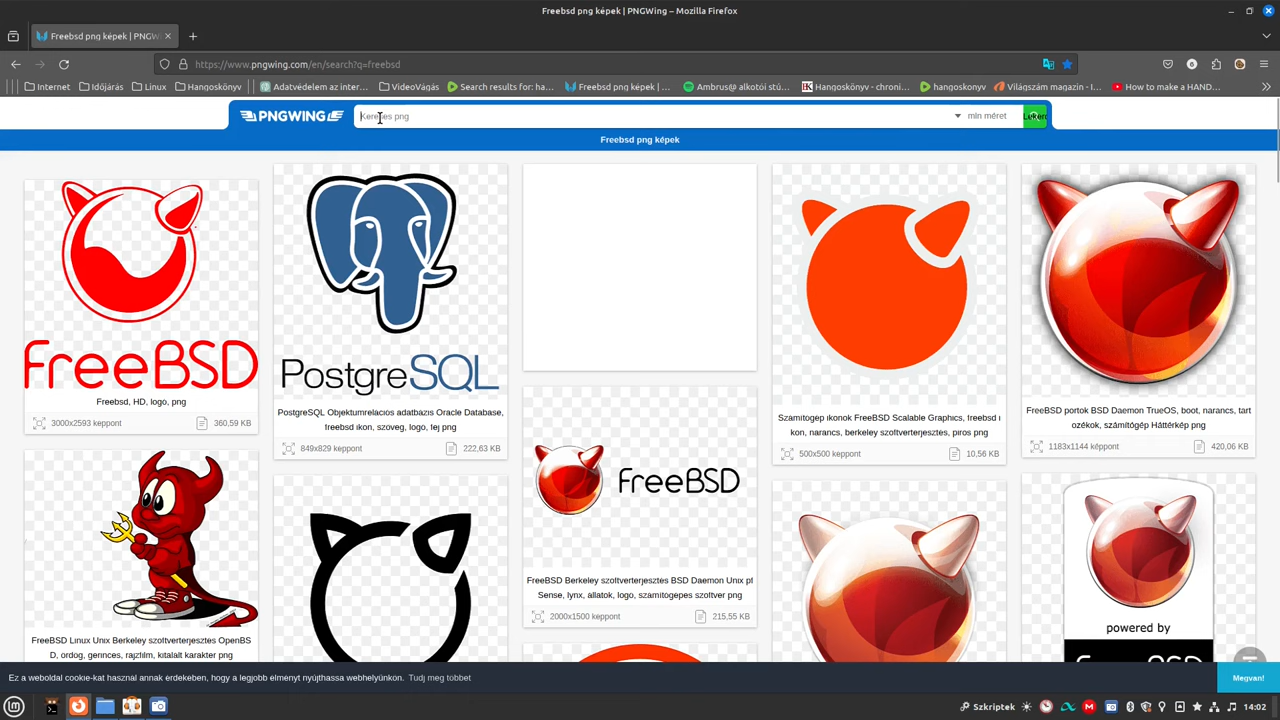 Freebsd png képek | PNGWing – Mozilla Firefox
Freebsd png képek | PNGW
https://www.pngwing.com/en/search?q=freebsd
Internet Időjárás Linux Hangoskönyv Adatvédelem az inter… VideóVágás Search results for: ha… Freebsd png képek |… Ambrus@ alkotói stú… Hangoskönyv - chroni… hangoskonyv Világszám magazin - I… How to make a HAND…
PNGWING Keresés png min méret
Freebsd png képek
FreeBSD
Freebsd, HD, logo, png
3000x2593 képpont 360,59 KB
PostgreSQL
PostgreSQL Objektumrelációs adatbázis Oracle Database,
freebsd ikon, szöveg, logó, fej png
849x829 képpont 222,63 KB
FreeBSD
FreeBSD Berkeley szoftverterjesztés BSD Daemon Unix pf
Sense, lynx, állatok, logó, számítógépes szoftver png
2000x1500 képpont 215,55 KB
Számítógép ikonok FreeBSD Scalable Graphics, freebsd i
kon, narancs, berkeley szoftverterjesztés, piros png
500x500 képpont 10,56 KB
FreeBSD portok BSD Daemon TrueOS, boot, narancs, tart
ozékok, számítógép Háttérkép png
1183x1144 képpont 420,06 KB
FreeBSD Linux Unix Berkeley szoftverterjesztés OpenBS
D, ördög, gerinces, rajzfilm, kitalált karakter png
powered by
FreeBSD
Ez a weboldal cookie-kat használ annak érdekében, hogy a legjobb élményt nyújthassa webhelyünkön. Tudj meg többet
Megvan!
Szkriptek 14:02